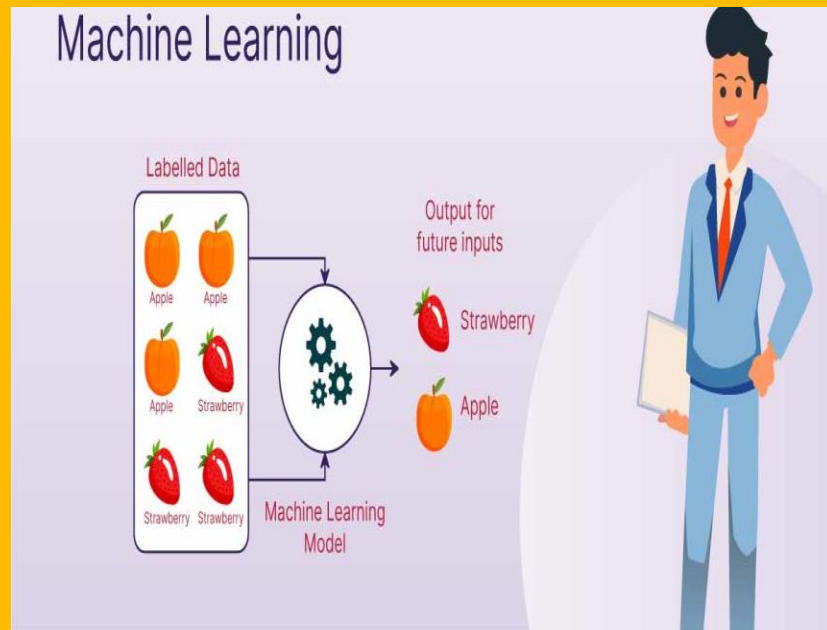 Machine Learning
Labelled Data
Apple Apple
Apple Strawberry
Strawberry Strawberry
Machine Learning
Model
Output for
future inputs
Strawberry
Apple